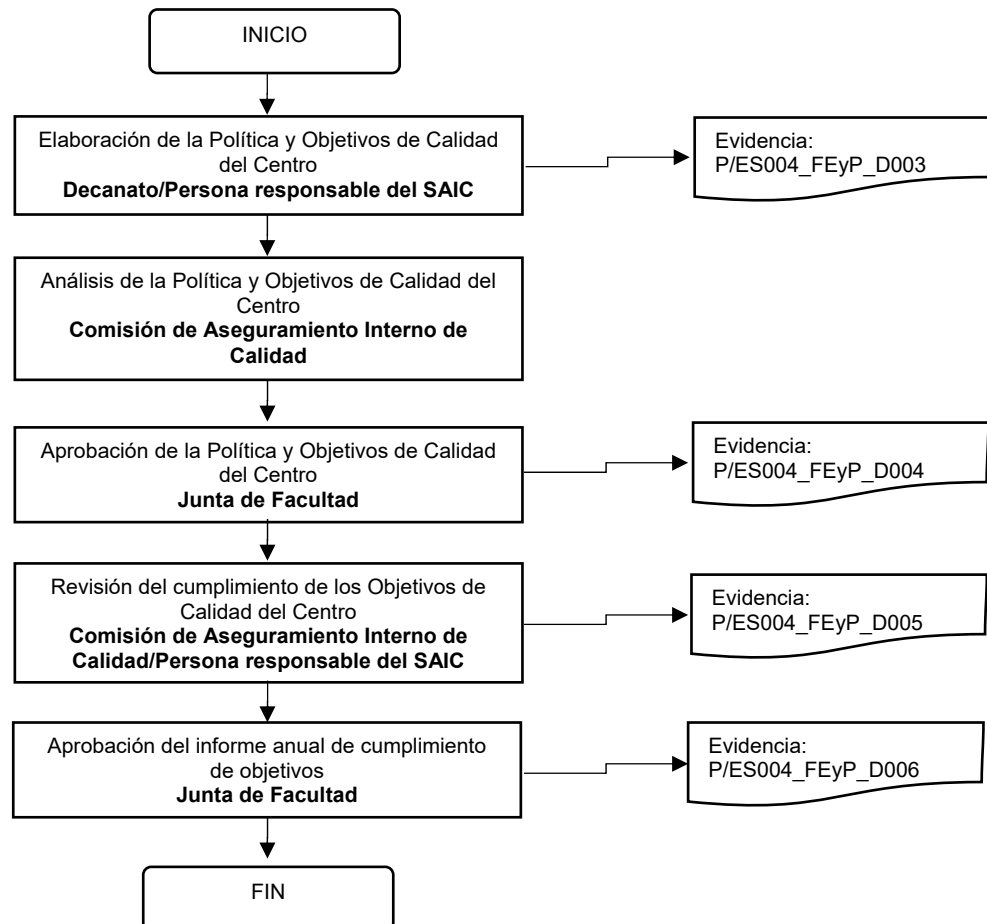 INICIO
Elaboración de la Política y Objetivos de Calidad
del Centro
Decanato/Persona responsable del SAIC
Evidencia:
P/ES004_FEyP_D003
Análisis de la Política y Objetivos de Calidad del
Centro
Comisión de Aseguramiento Interno de
Calidad
Aprobación de la Política y Objetivos de Calidad
del Centro
Junta de Facultad
Evidencia:
P/ES004_FEyP_D004
Revisión del cumplimiento de los Objetivos de
Calidad del Centro
Comisión de Aseguramiento Interno de
Calidad/Persona responsable del SAIC
Evidencia:
P/ES004_FEyP_D005
Aprobación del informe anual de cumplimiento
de objetivos
Junta de Facultad
Evidencia:
P/ES004_FEyP_D006
FIN